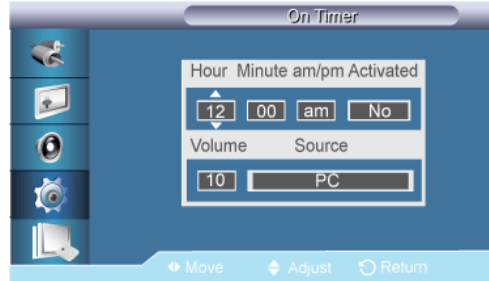 On Timer
Hour Minute am/pm Activated
12 00 am No
Volume Source
10 PC
Move Adjust Return